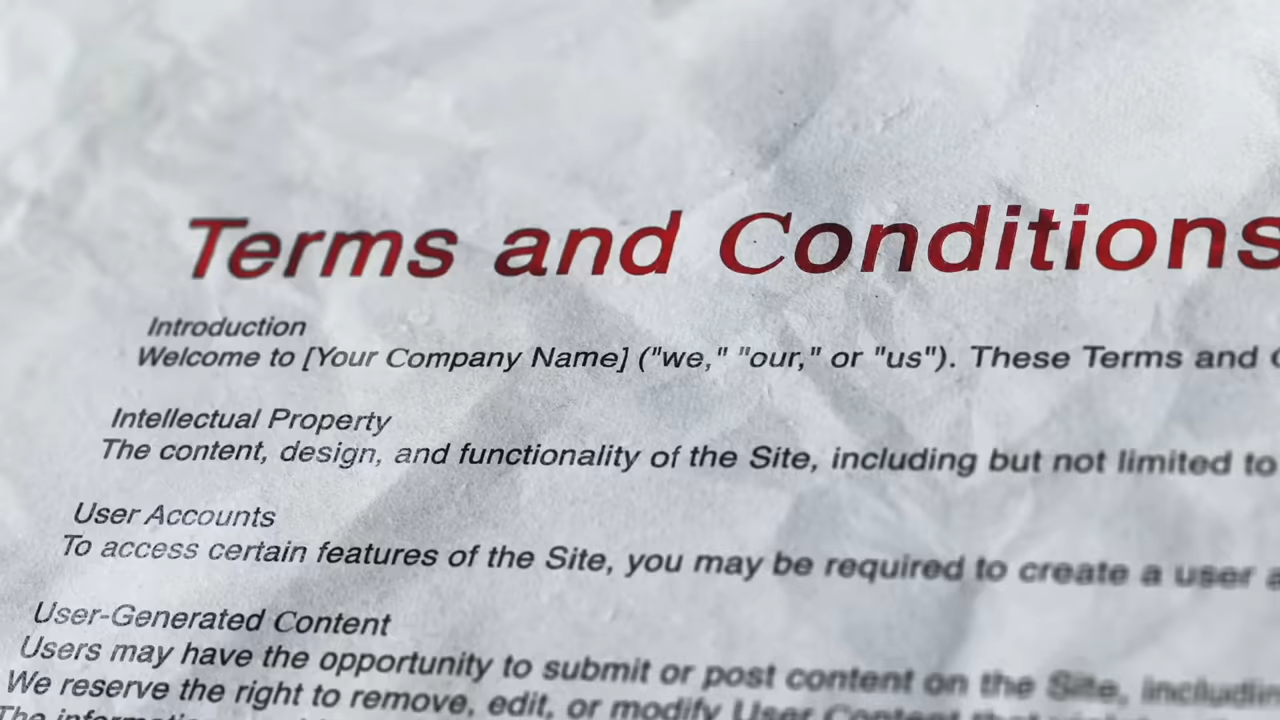 Terms and Conditions
Introduction
Welcome to [Your Company Name] ("we," "our," or "us"). These Terms and
Intellectual Property
The content, design, and functionality of the Site, including but not limited to
User Accounts
To access certain features of the Site, you may be required to create a user
User-Generated Content
Users may have the opportunity to submit or post content on the Site, including
We reserve the right to remove, edit, or modify User Content
The